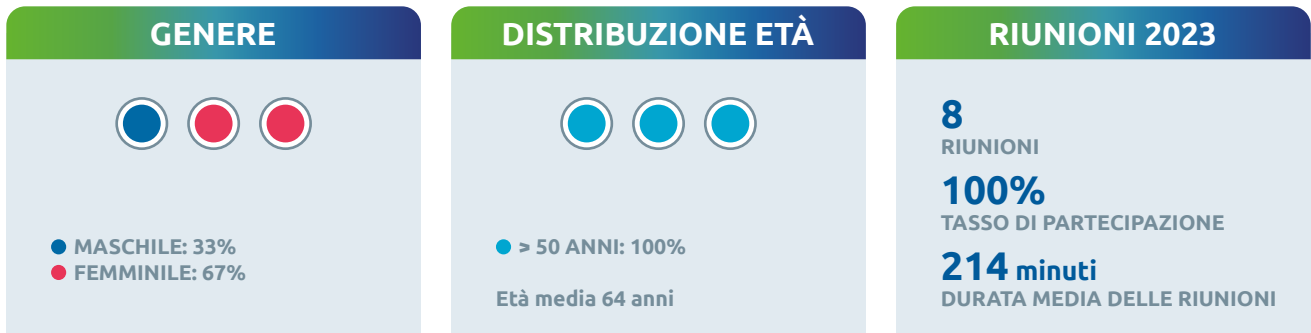 GENERE
MASCHILE: 33%
FEMMINILE: 67%
DISTRIBUZIONE ETÀ
> 50 ANNI: 100%
Età media 64 anni
RIUNIONI 2023
8
RIUNIONI
100%
TASSO DI PARTECIPAZIONE
214 minuti
DURATA MEDIA DELLE RIUNIONI